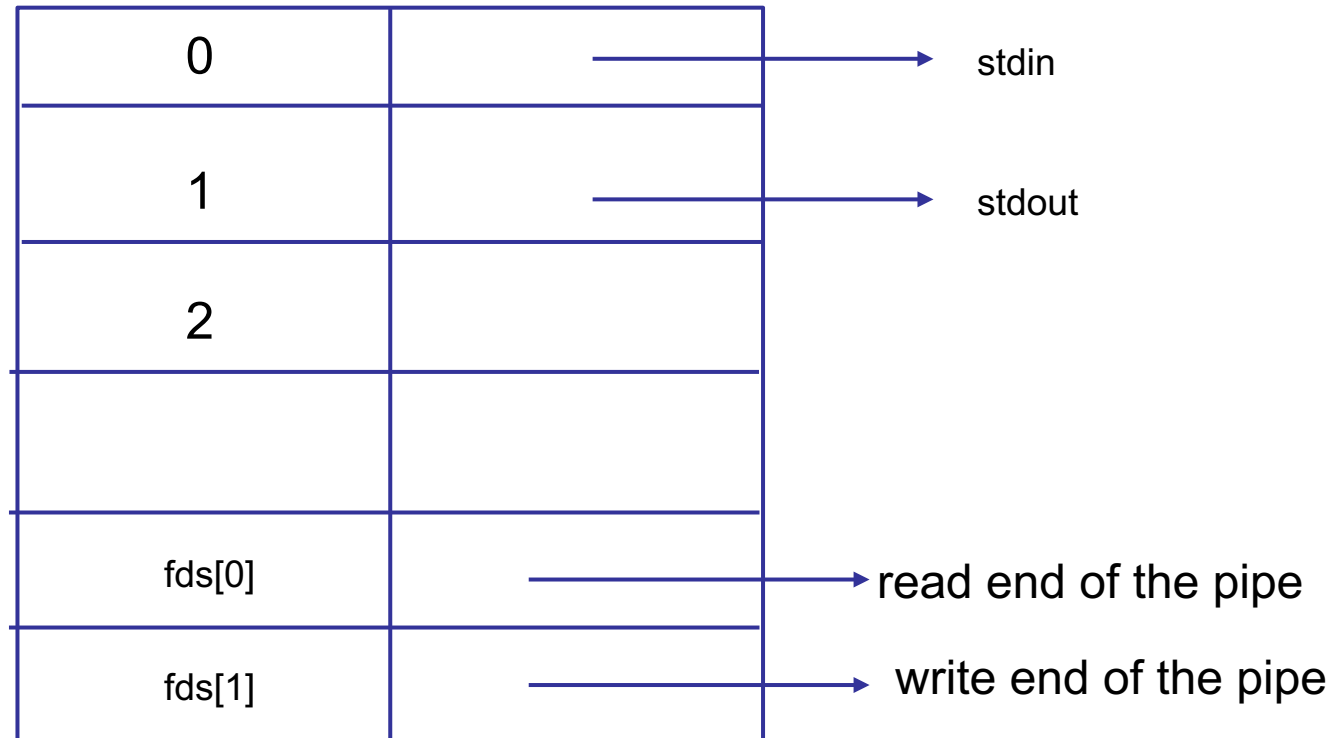 0
stdin
1
stdout
2
fds[0]
read end of the pipe
fds[1]
write end of the pipe